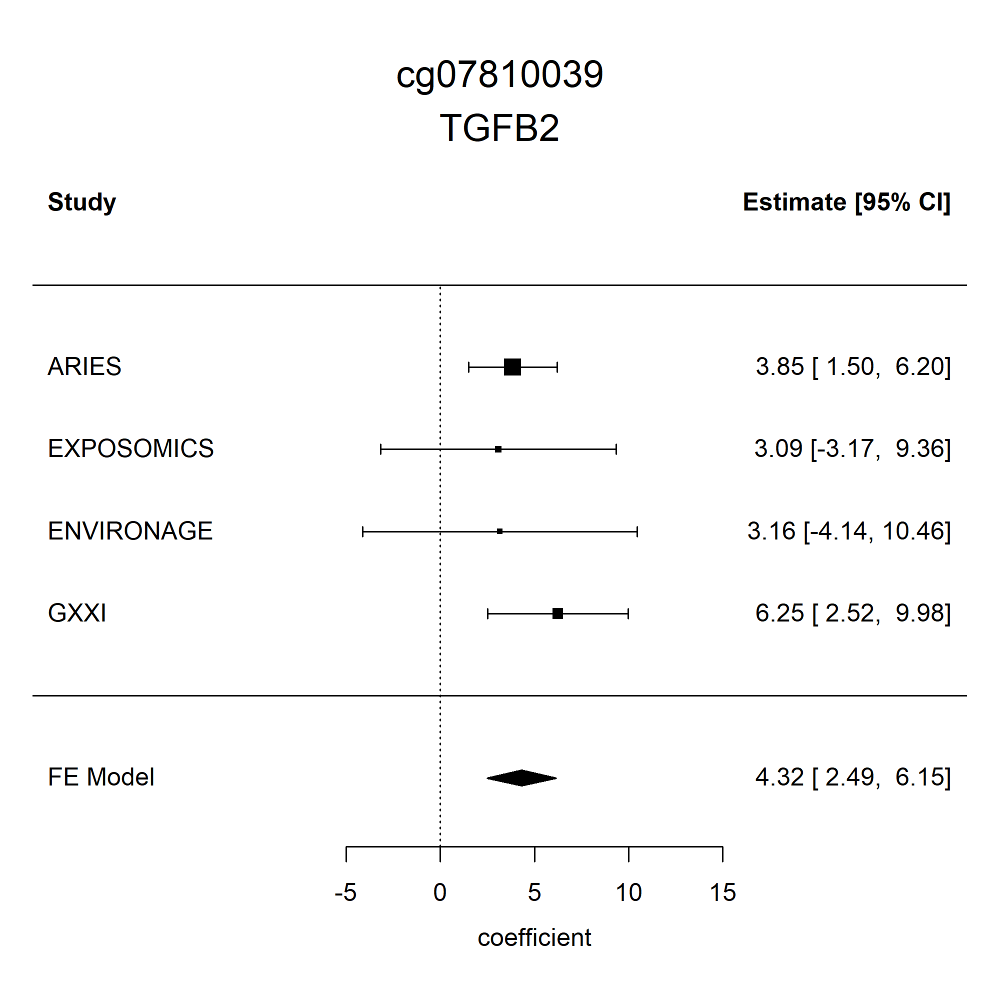 cg07810039
TGFB2
Study Estimate [95% CI]
ARIES 3.85 [ 1.50, 6.20]
EXPOSOMICS 3.09 [-3.17, 9.36]
ENVIRONAGE 3.16 [-4.14, 10.46]
GXXI 6.25 [ 2.52, 9.98]
FE Model 4.32 [ 2.49, 6.15]
-5 0 5 10 15
coefficient